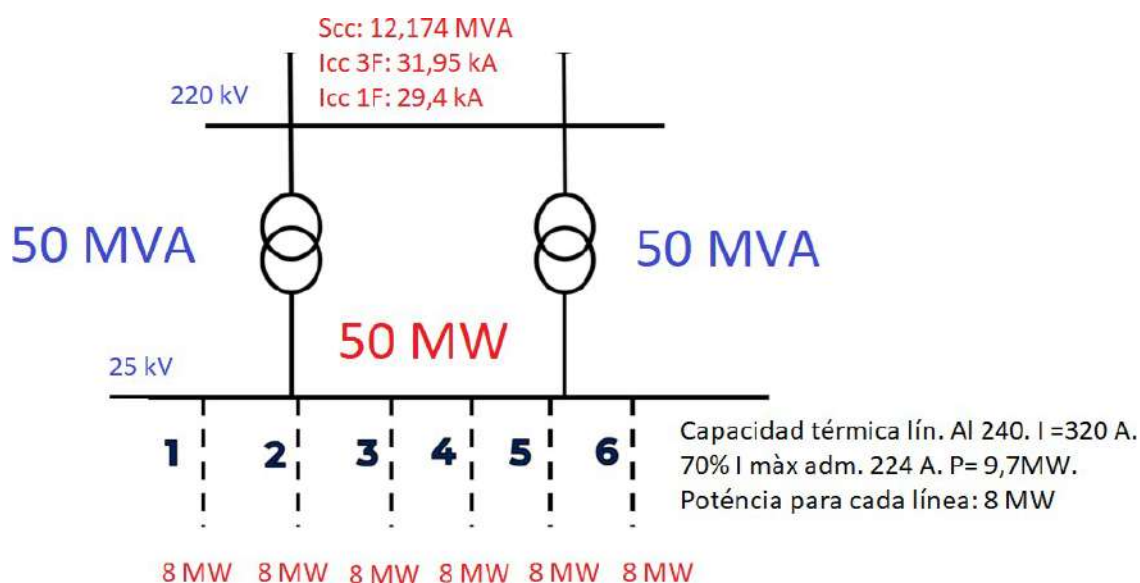 Scc: 12,174 MVA
Icc 3F: 31,95 kA
Icc 1F: 29,4 kA
220 kV
50 MVA
50 MVA
50 MW
25 kV
1 2 3 4 5 6
Capacidad térmica lín. Al 240. I =320 A.
70% I màx adm. 224 A. P= 9,7MW.
Poténcia para cada línea: 8 MW
8 MW 8 MW 8 MW 8 MW 8 MW 8 MW